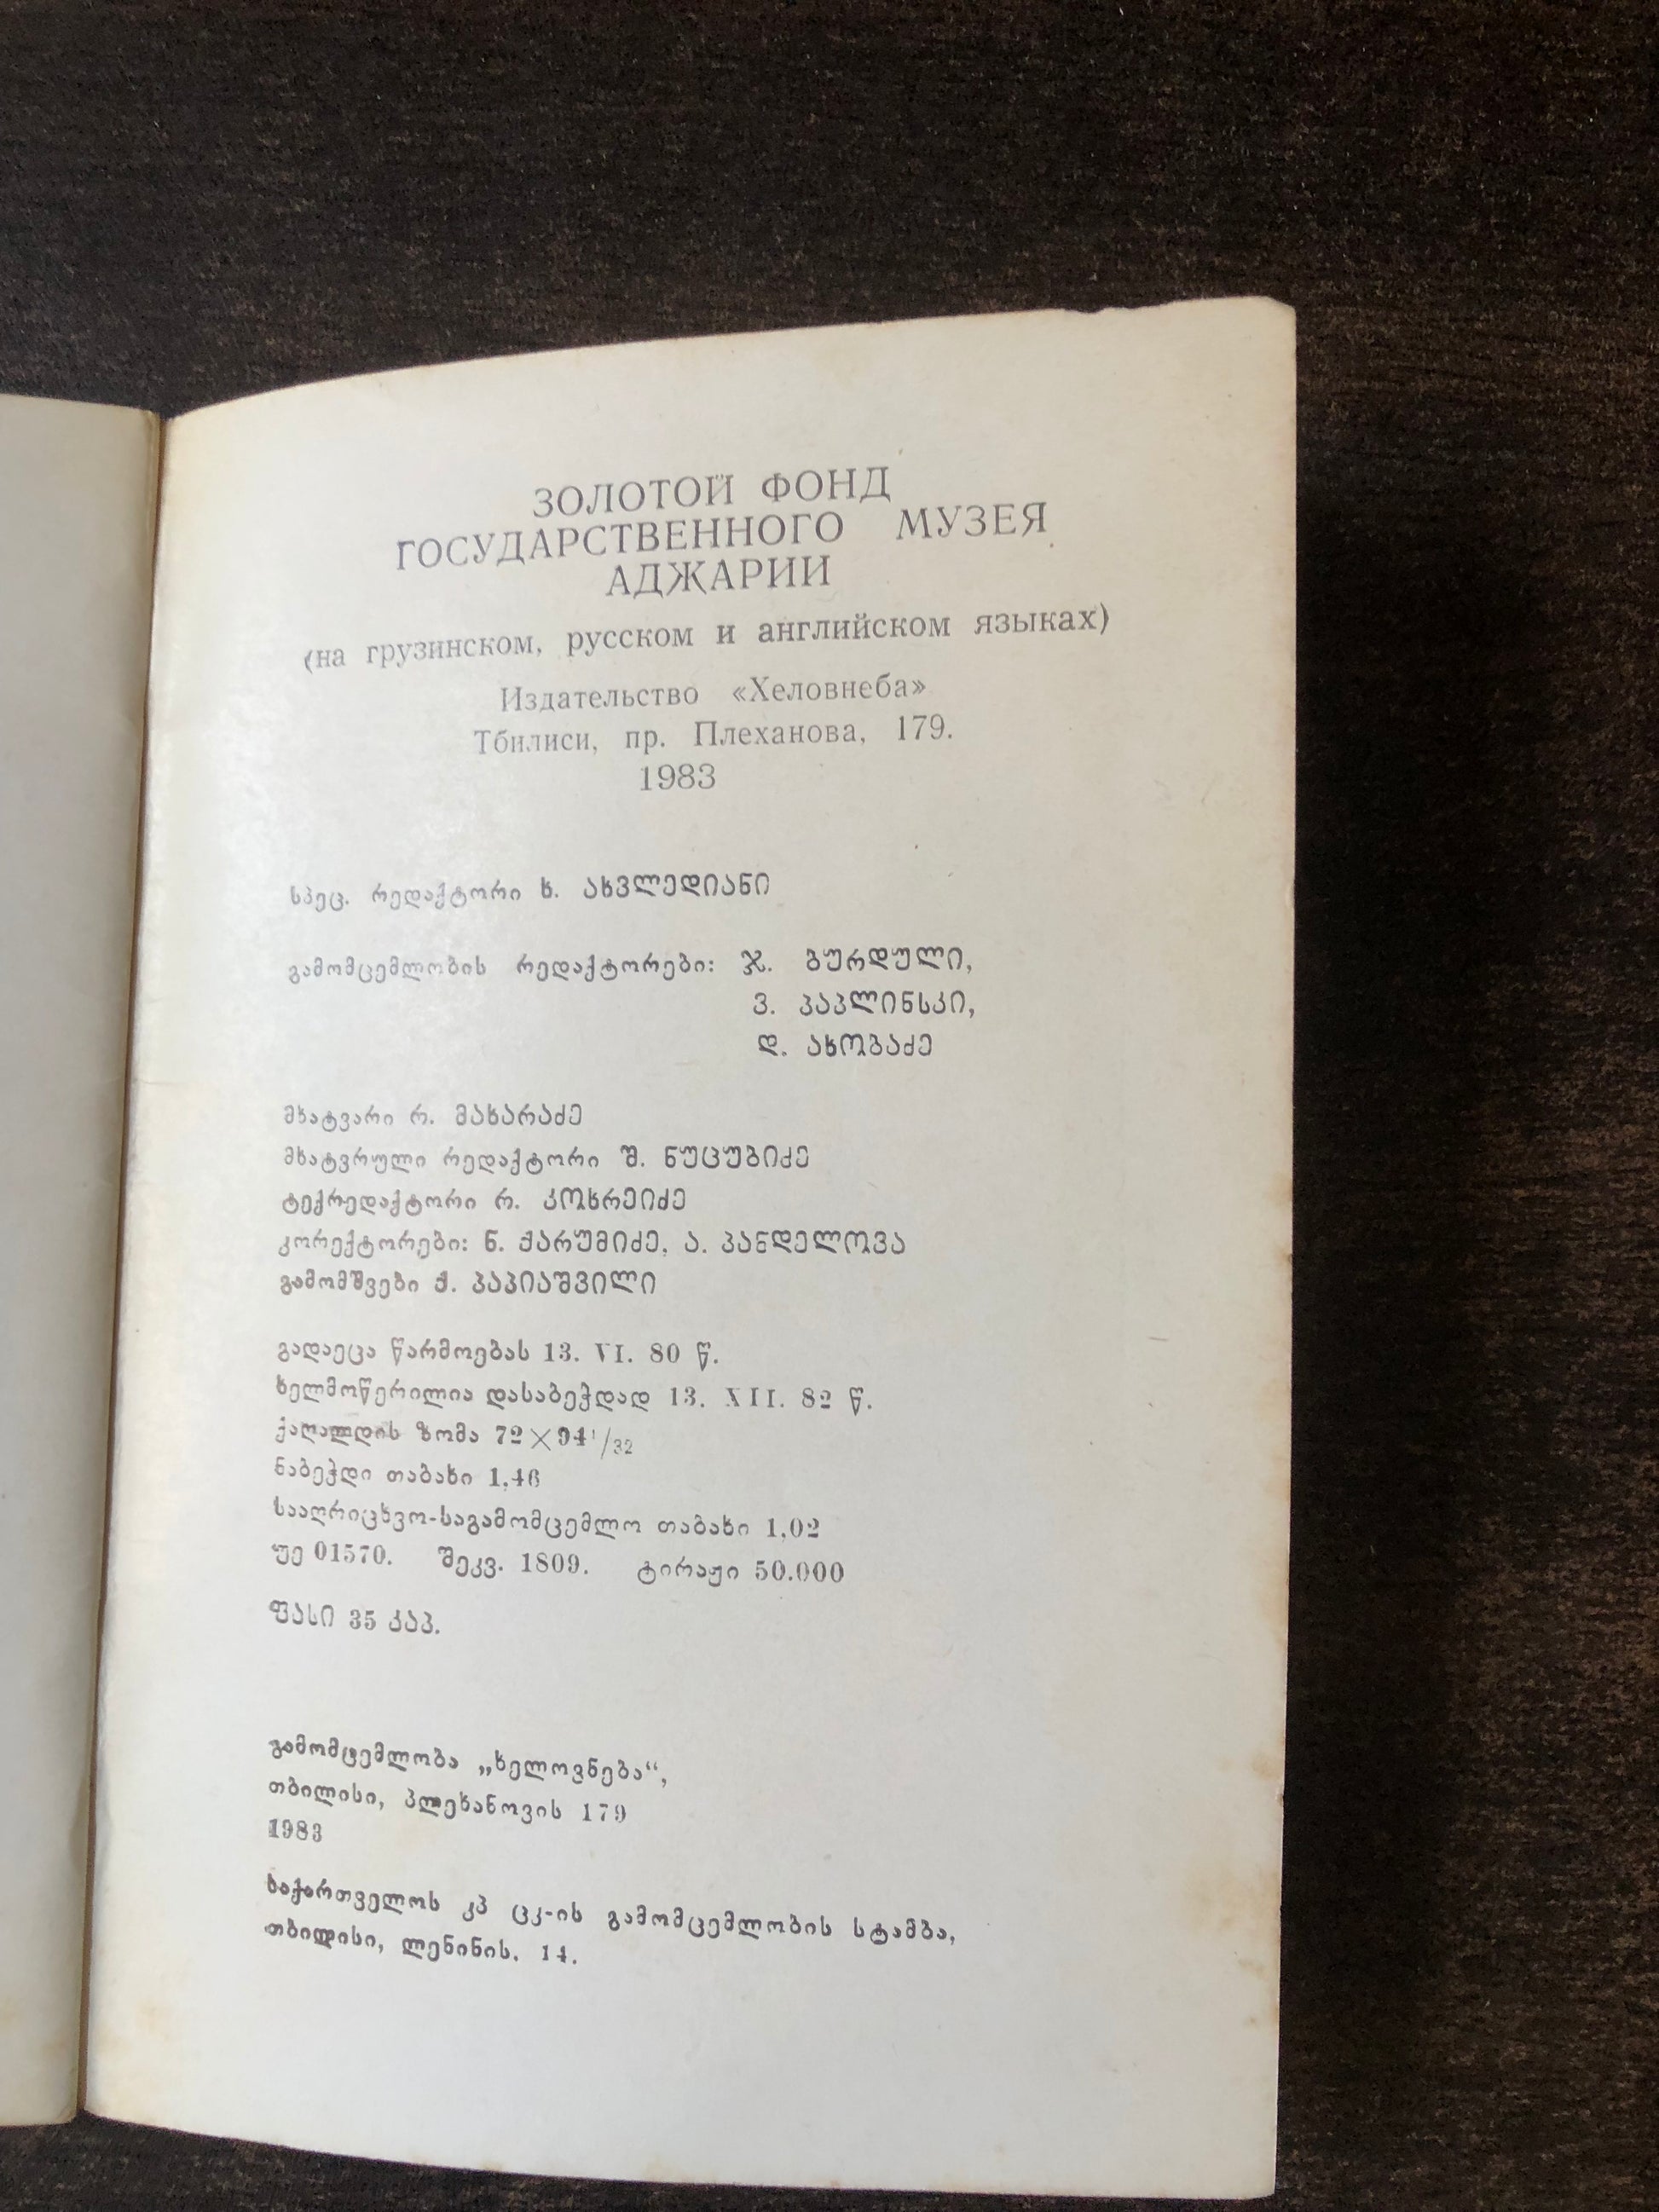 ЗОЛОТОЙ ФОНД
ГОСУДАРСТВЕННОГО МУЗЕЯ
АДЖАРИИ
(на грузинском, русском и английском языках)
Издательство «Хеловнеба»
Тбилиси, пр. Плеханова, 179.
1983
სპეც. რედაქტორი ხ. ახვლედიანი
გამომცემლობის რედაქტორები: ჯ. ბურდული,
ვ. პაპლინსკი,
დ. ახობაძე
მხატვარი რ. მახარაძე
მხატვრული რედაქტორი შ. ნუცუბიძე
ტექრედაქტორი რ. კოხრეიძე
კორექტორები: ნ. ქარუმიძე, ა. პანდელოვა
გამომშვები ქ. პაპიაშვილი
გადაეცა წარმოებას 13. VI. 80 წ.
ხელმოწერილია დასაბეჭდად 13. XII. 82 წ.
ქაღალდის ზომა 72×94¹/32
ნაბეჭდი თაბახი 1,46
სააღრიცხვო-საგამომცემლო თაბახი 1,02
უე 01570. შეკვ. 1809. ტირაჟი 50.000
ფასი 35 კაპ.
გამომცემლობა „ხელოვნება“,
თბილისი, პლეხანოვის 179
1983
საქართველოს კპ ცკ-ის გამომცემლობის სტამბა,
თბილისი, ლენინის. 14.